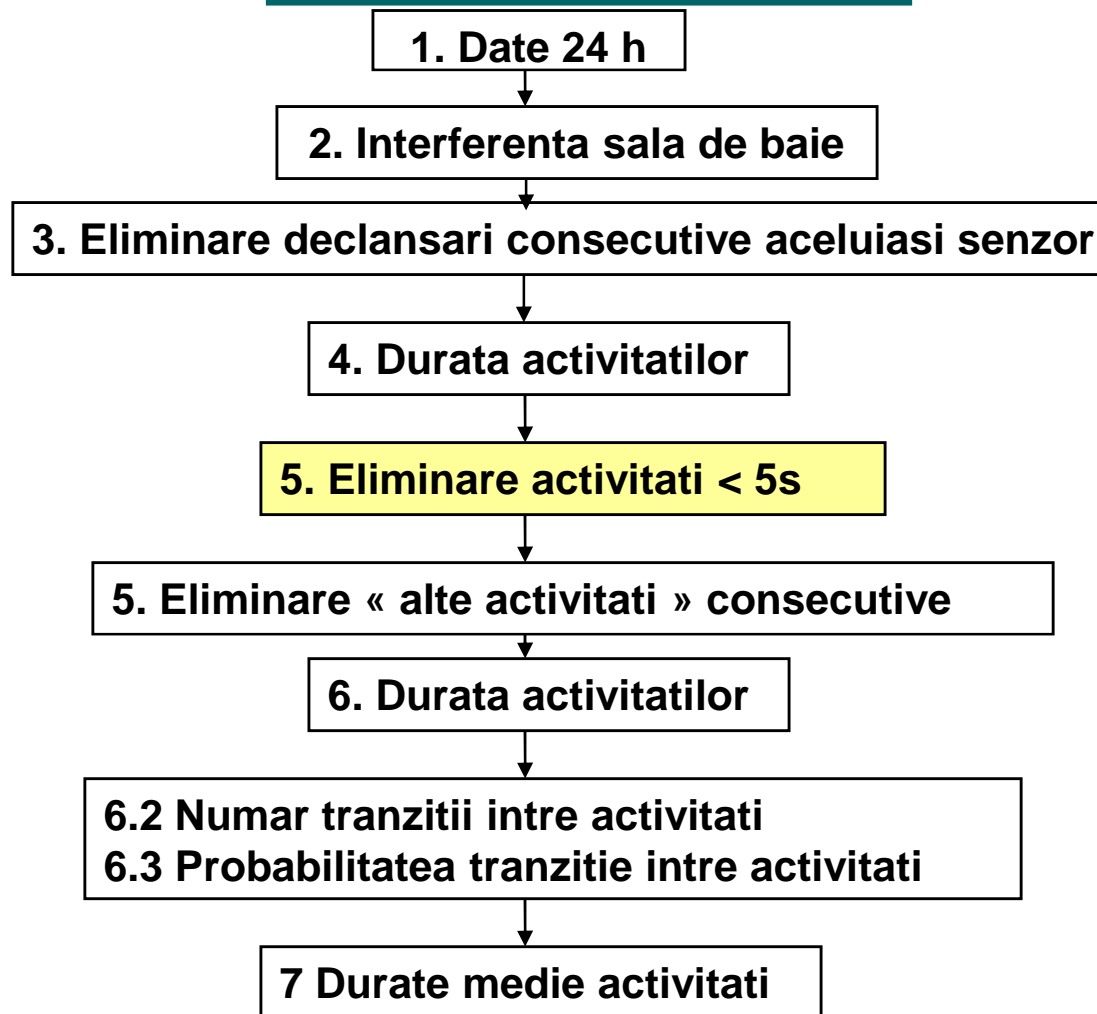 1. Date 24 h
2. Interferenta sala de baie
3. Eliminare declansari consecutive aceluiasi senzor
4. Durata activitatilor
5. Eliminare activitati < 5s
5. Eliminare « alte activitati » consecutive
6. Durata activitatilor
6.2 Numar tranzitii intre activitati
6.3 Probabilitatea tranzitie intre activitati
7 Durate medie activitati